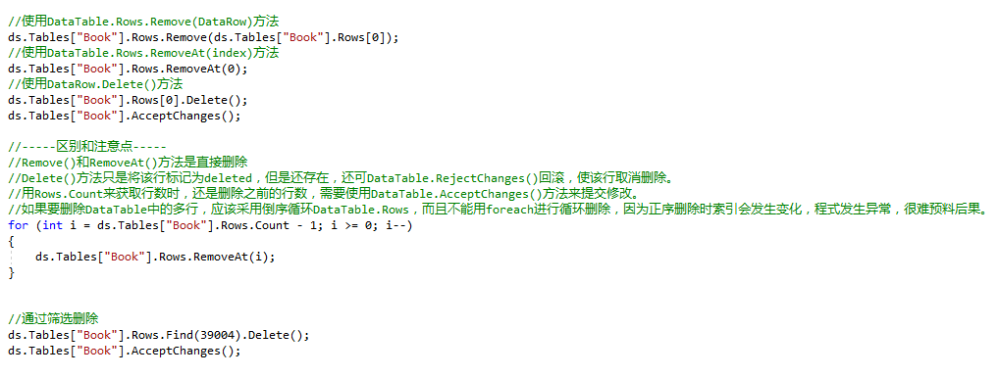 //使用DataTable.Rows.Remove(DataRow)方法
ds.Tables["Book"].Rows.Remove(ds.Tables["Book"].Rows[0]);
//使用DataTable.Rows.RemoveAt(index)方法
ds.Tables["Book"].Rows.RemoveAt(0);
//使用DataRow.Delete()方法
ds.Tables["Book"].Rows[0].Delete();
ds.Tables["Book"].AcceptChanges();

//-----区别和注意点-----
//Remove()和RemoveAt()方法是直接删除
//Delete()方法只是将该行标记为deleted，但是还存在，还可DataTable.RejectChanges()回滚，使该行取消删除。
//用Rows.Count来获取行数时，还是删除之前的行数，需要使用DataTable.AcceptChanges()方法来提交修改。
//如果要删除DataTable中的多行，应该采用倒序循环DataTable.Rows，而且不能用foreach进行循环删除，因为正序删除时索引会发生变化，程式发生异常，很难预料后果。
for (int i = ds.Tables["Book"].Rows.Count - 1; i >= 0; i--)
{
    ds.Tables["Book"].Rows.RemoveAt(i);
}

//通过筛选删除
ds.Tables["Book"].Rows.Find(39004).Delete();
ds.Tables["Book"].AcceptChanges();